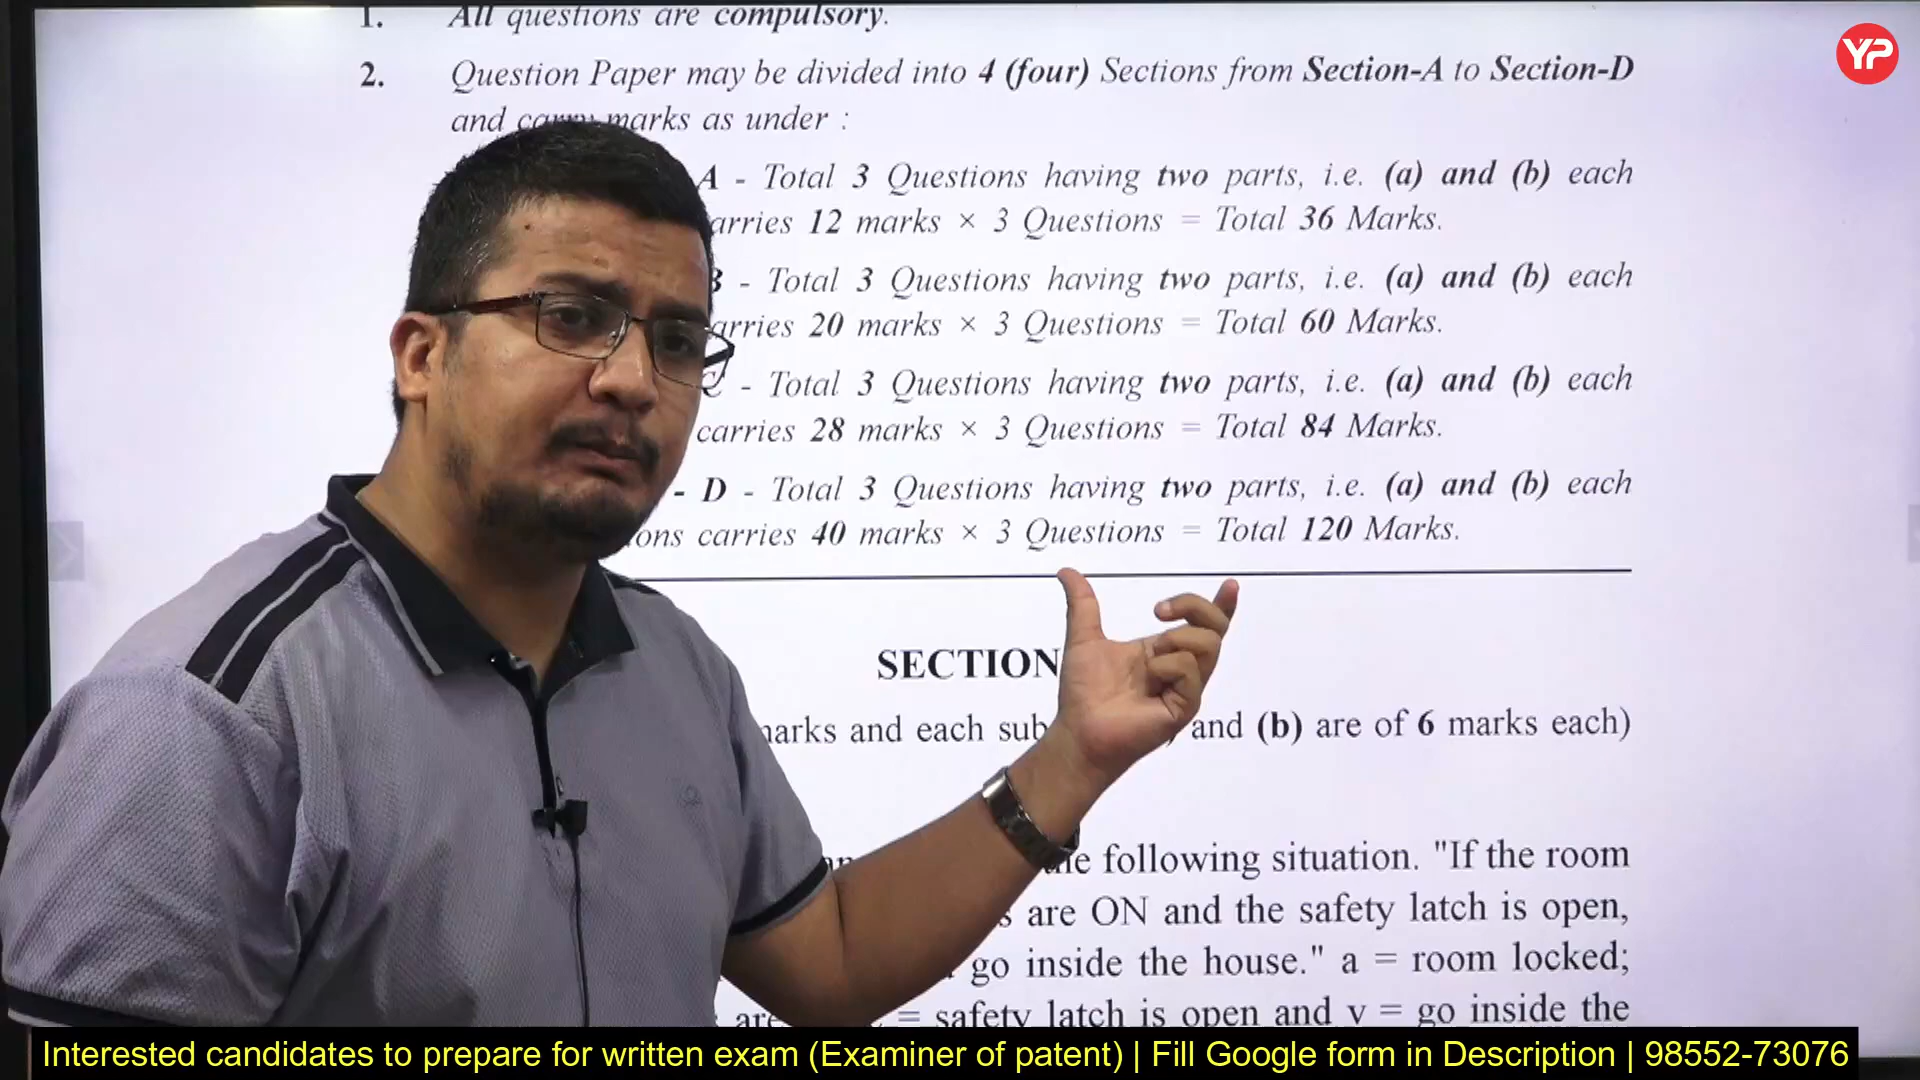 1. All questions are compulsory.
YP
2. Question Paper may be divided into 4 (four) Sections from Section-A to Section-D
and carry marks as under :
A - Total 3 Questions having two parts, i.e. (a) and (b) each
arries 12 marks × 3 Questions = Total 36 Marks.
B - Total 3 Questions having two parts, i.e. (a) and (b) each
arries 20 marks × 3 Questions = Total 60 Marks.
C - Total 3 Questions having two parts, i.e. (a) and (b) each
carries 28 marks × 3 Questions = Total 84 Marks.
- D - Total 3 Questions having two parts, i.e. (a) and (b) each
ons carries 40 marks × 3 Questions = Total 120 Marks.
SECTION
marks and each sub and (b) are of 6 marks each)
following situation. "If the room
are ON and the safety latch is open,
go inside the house." a = room locked;
are = safety latch is open and v = go inside the
Interested candidates to prepare for written exam (Examiner of patent) | Fill Google form in Description | 98552-73076